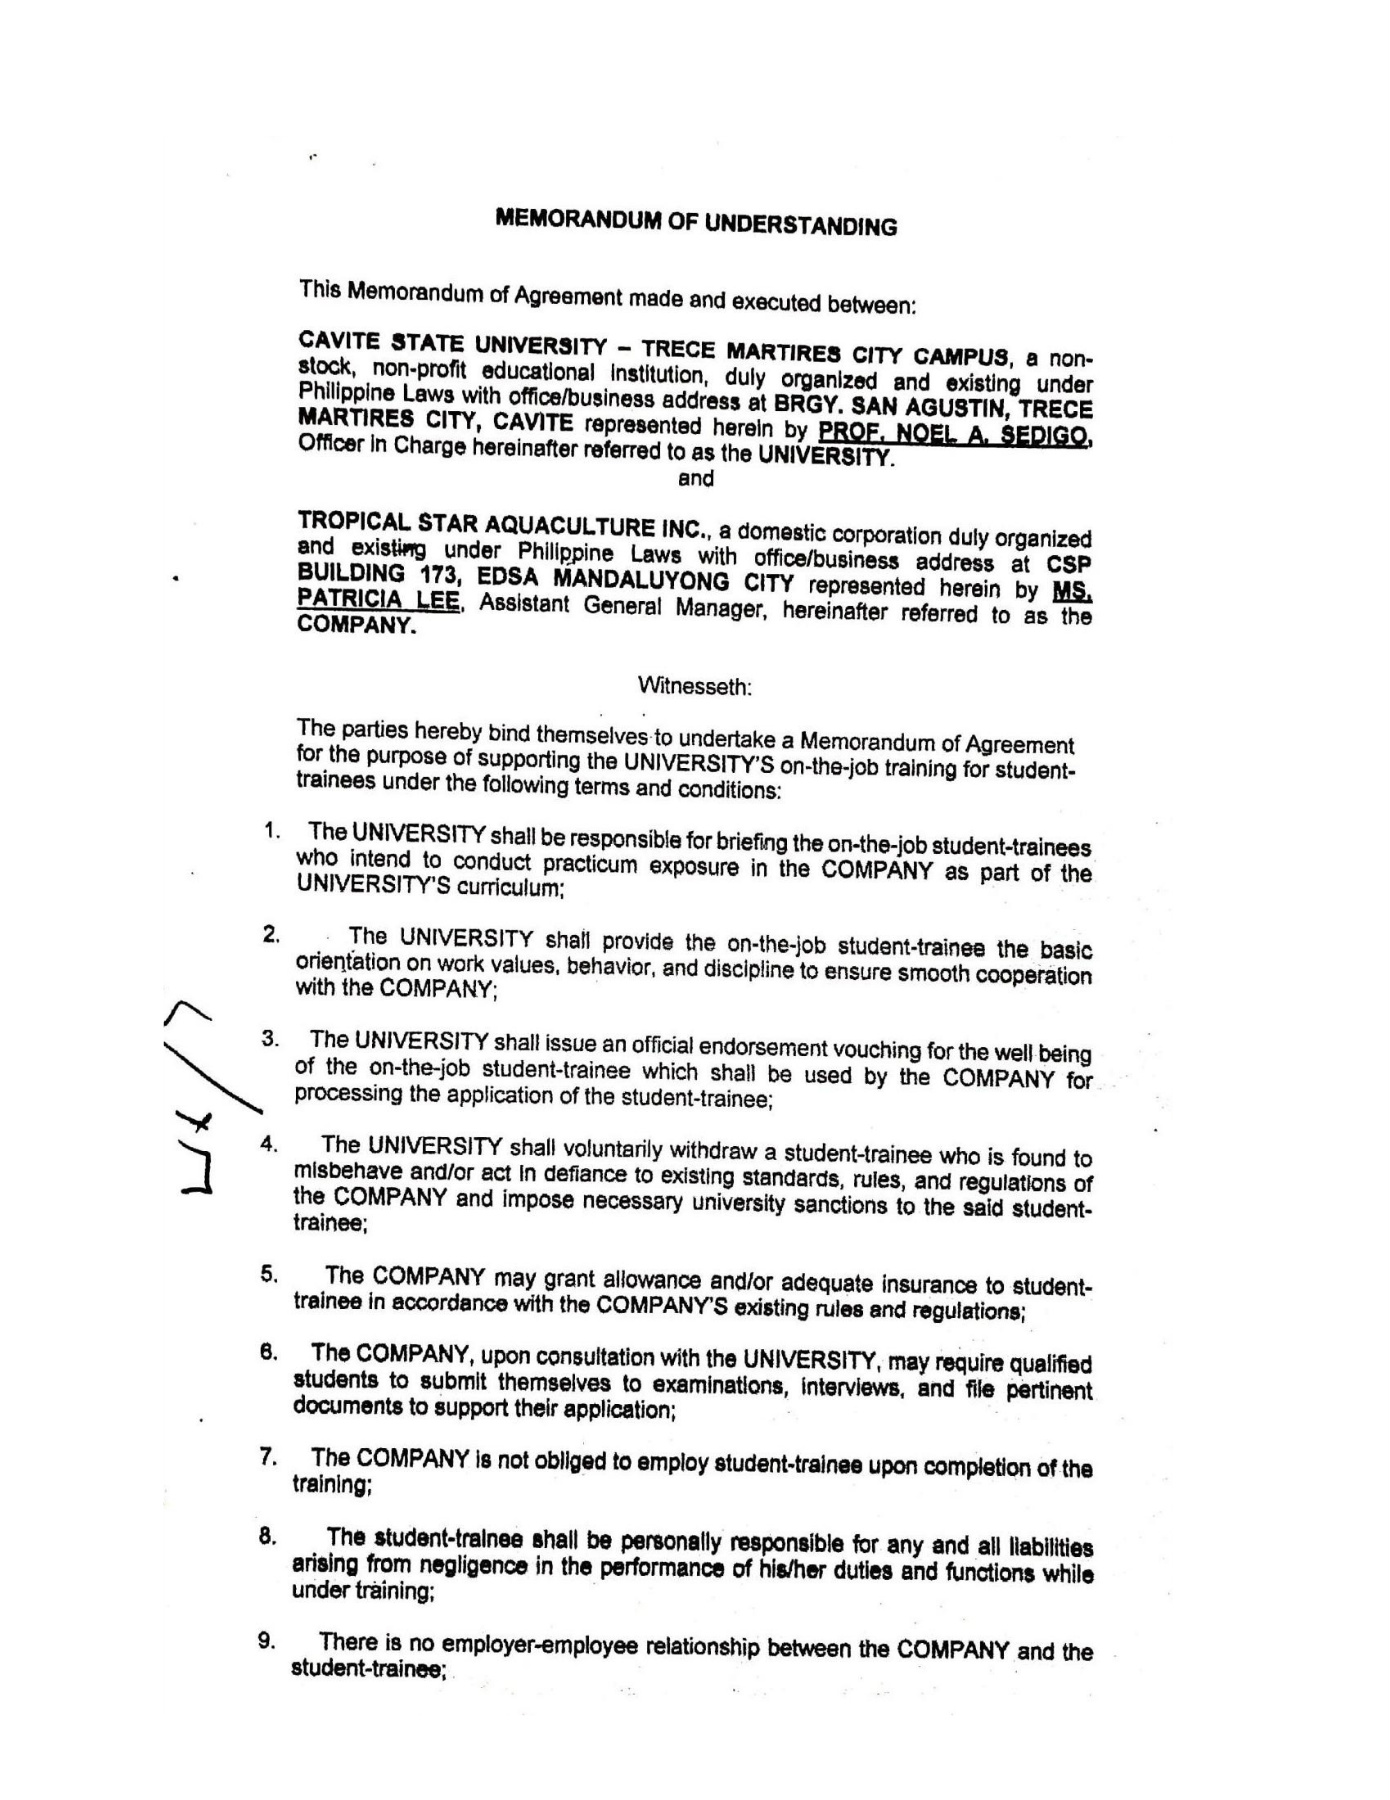 MEMORANDUM OF UNDERSTANDING
This Memorandum of Agreement made and executed between:
CAVITE STATE UNIVERSITY – TRECE MARTIRES CITY CAMPUS, a non-
stock, non-profit educational institution, duly organized and existing under
Philippine Laws with office/business address at BRGY. SAN AGUSTIN, TRECE
MARTIRES CITY, CAVITE represented herein by PROF. NOEL A. SEDIGO,
Officer in Charge hereinafter referred to as the UNIVERSITY.
and
TROPICAL STAR AQUACULTURE INC., a domestic corporation duly organized
and existing under Philippine Laws with office/business address at CSP
BUILDING 173, EDSA MANDALUYONG CITY represented herein by MS.
PATRICIA LEE, Assistant General Manager, hereinafter referred to as the
COMPANY.
Witnesseth:
The parties hereby bind themselves to undertake a Memorandum of Agreement
for the purpose of supporting the UNIVERSITY'S on-the-job training for student-
trainees under the following terms and conditions:
1. The UNIVERSITY shall be responsible for briefing the on-the-job student-trainees
who intend to conduct practicum exposure in the COMPANY as part of the
UNIVERSITY'S curriculum;
2. The UNIVERSITY shall provide the on-the-job student-trainee the basic
orientation on work values, behavior, and discipline to ensure smooth cooperation
with the COMPANY;
3. The UNIVERSITY shall issue an official endorsement vouching for the well being
of the on-the-job student-trainee which shall be used by the COMPANY for
processing the application of the student-trainee;
4. The UNIVERSITY shall voluntarily withdraw a student-trainee who is found to
misbehave and/or act in defiance to existing standards, rules, and regulations of
the COMPANY and impose necessary university sanctions to the said student-
trainee;
5. The COMPANY may grant allowance and/or adequate insurance to student-
trainee in accordance with the COMPANY'S existing rules and regulations;
6. The COMPANY, upon consultation with the UNIVERSITY, may require qualified
students to submit themselves to examinations, interviews, and file pertinent
documents to support their application;
7. The COMPANY is not obliged to employ student-trainee upon completion of the
training;
8. The student-trainee shall be personally responsible for any and all liabilities
arising from negligence in the performance of his/her duties and functions while
under training;
9. There is no employer-employee relationship between the COMPANY and the
student-trainee;